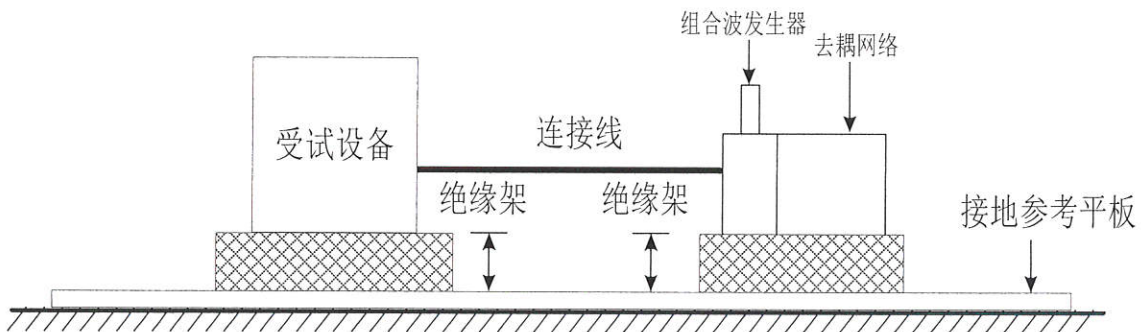 组合波发生器
去耦网络
受试设备
连接线
绝缘架
绝缘架
接地参考平板